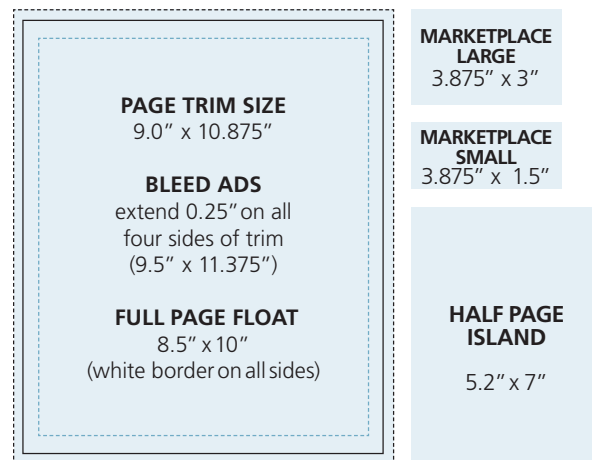 PAGE TRIM SIZE
9.0” x 10.875”
BLEED ADS
extend 0.25” on all
four sides of trim
(9.5” x 11.375”)
FULL PAGE FLOAT
8.5” x 10”
(white border on all sides)
MARKETPLACE
LARGE
3.875” x 3”
MARKETPLACE
SMALL
3.875” x 1.5”
HALF PAGE
ISLAND
5.2” x 7”